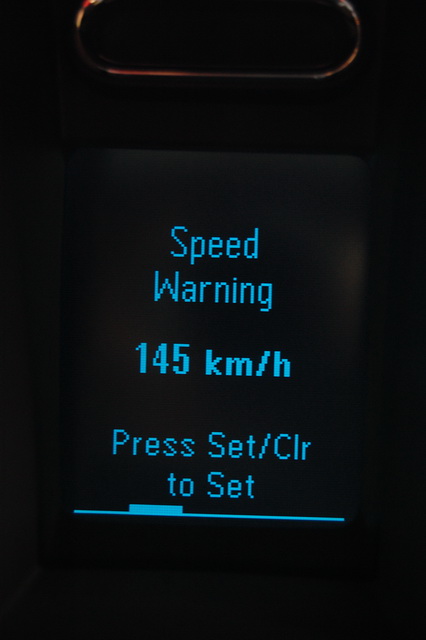 Speed
Warning
145 km/h
Press Set/Clr
to Set